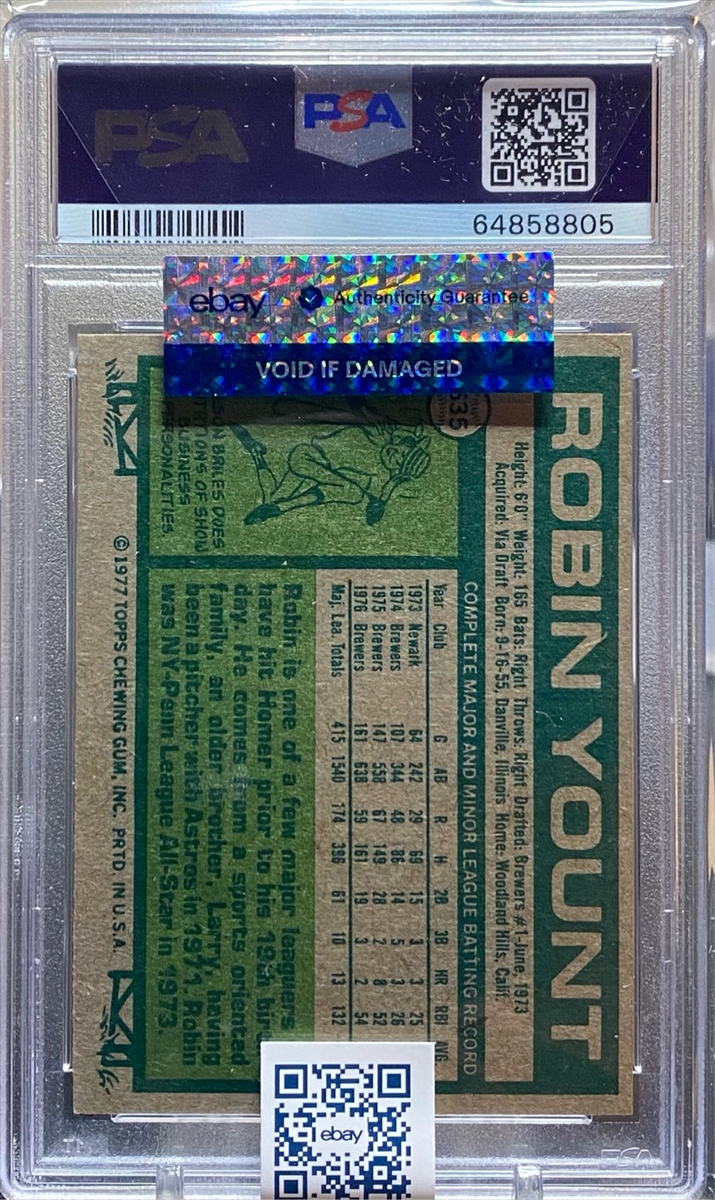 PSA
PSA
64858805
ebay Authenticity Guarantee
VOID IF DAMAGED
635
ROBIN YOUNT
Height: 6'0" Weight: 165 Bats: Right Throws: Right Drafted: Brewers #1-June, 1973
Acquired: Via Draft Born: 9-16-55, Danville, Illinois Home: Woodland Hills, Calif.
COMPLETE MAJOR AND MINOR LEAGUE BATTING RECORD
Year Club G AB R H 2B 3B HR RBI AVG.
1973 Newark 64 242 29 69 15 3 3 25
1974 Brewers 107 344 48 86 14 5 3 26
1975 Brewers 147 558 67 149 28 2 8 52
1976 Brewers 161 638 59 161 19 3 2 54
Maj. Lea. Totals 415 1540 174 396 61 10 13 132
DUES
OF SHOW
BUSINESS
PERSONALITIES
Robin is one of a few major leaguers
have hit Homer prior to his 19th
day. He comes from a sports oriented
family, an older brother, Larry, having
been a pitcher with Astros in 1971. Robin
was NY-Penn League All-Star in 1973.
© 1977 TOPPS CHEWING GUM, INC. PRTD. IN U.S.A.
ebay
PSA